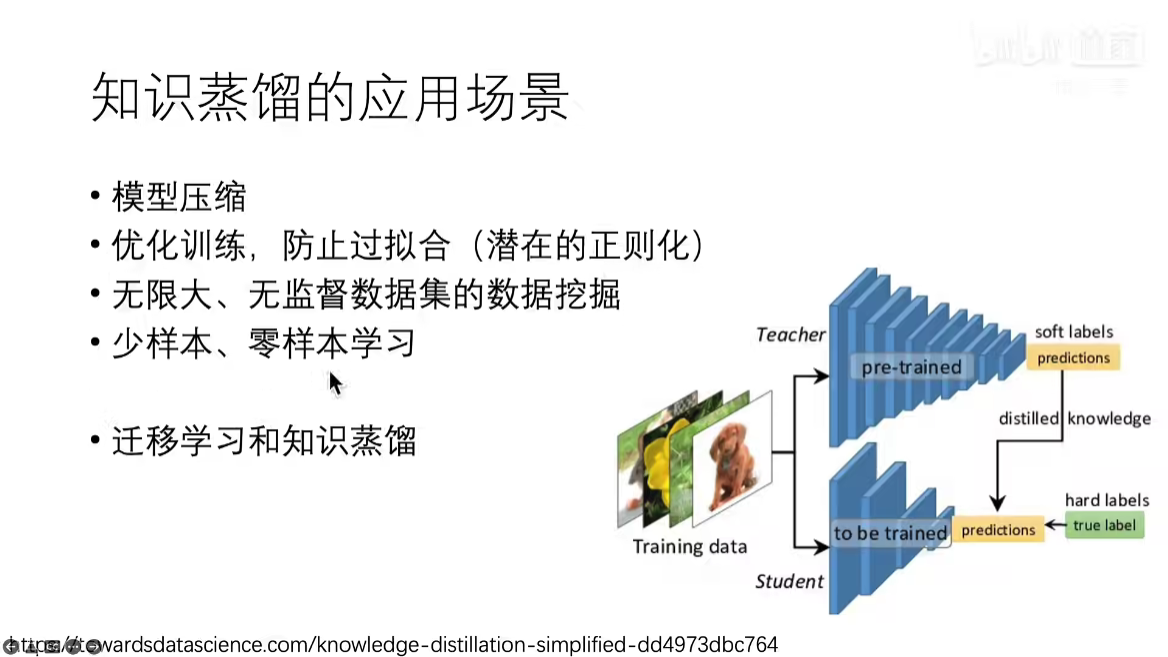 知识蒸馏的应用场景
• 模型压缩
• 优化训练，防止过拟合（潜在的正则化）
• 无限大、无监督数据集的数据挖掘
• 少样本、零样本学习
• 迁移学习和知识蒸馏
Teacher
pre-trained
soft labels
predictions
distilled knowledge
Training data
to be trained
predictions
hard labels
true label
Student
https://towardsdatascience.com/knowledge-distillation-simplified-dd4973dbc764